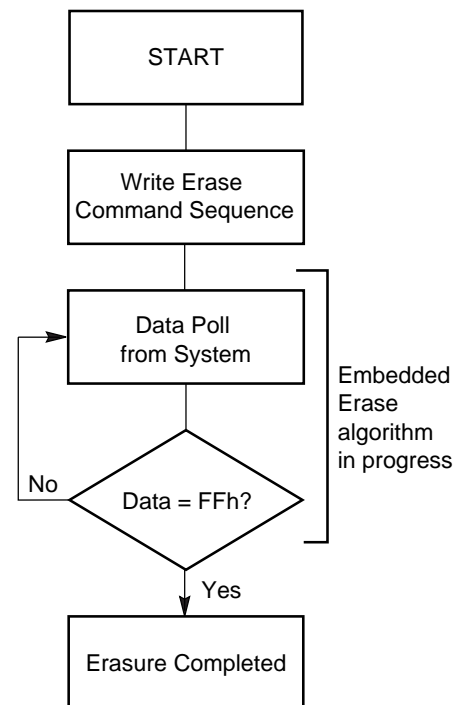 START
Write Erase
Command Sequence
Data Poll
from System
Embedded
Erase
algorithm
in progress
No
Data = FFh?
Yes
Erasure Completed